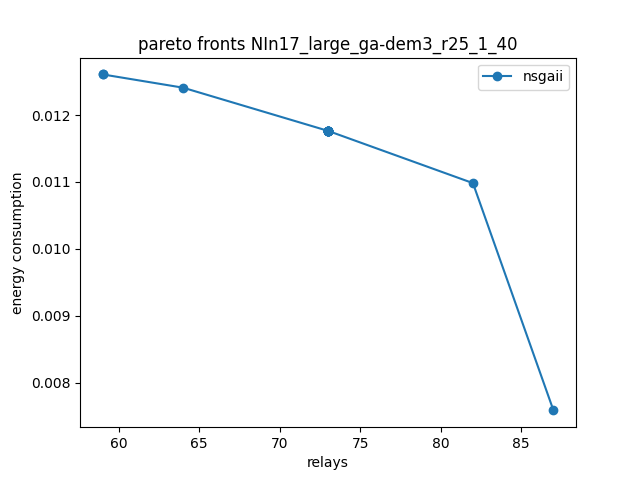 pareto fronts NIn17_large_ga-dem3_r25_1_40
nsgaii
0.012
0.011
0.010
0.009
0.008
energy consumption
60
65
70
75
80
85
relays